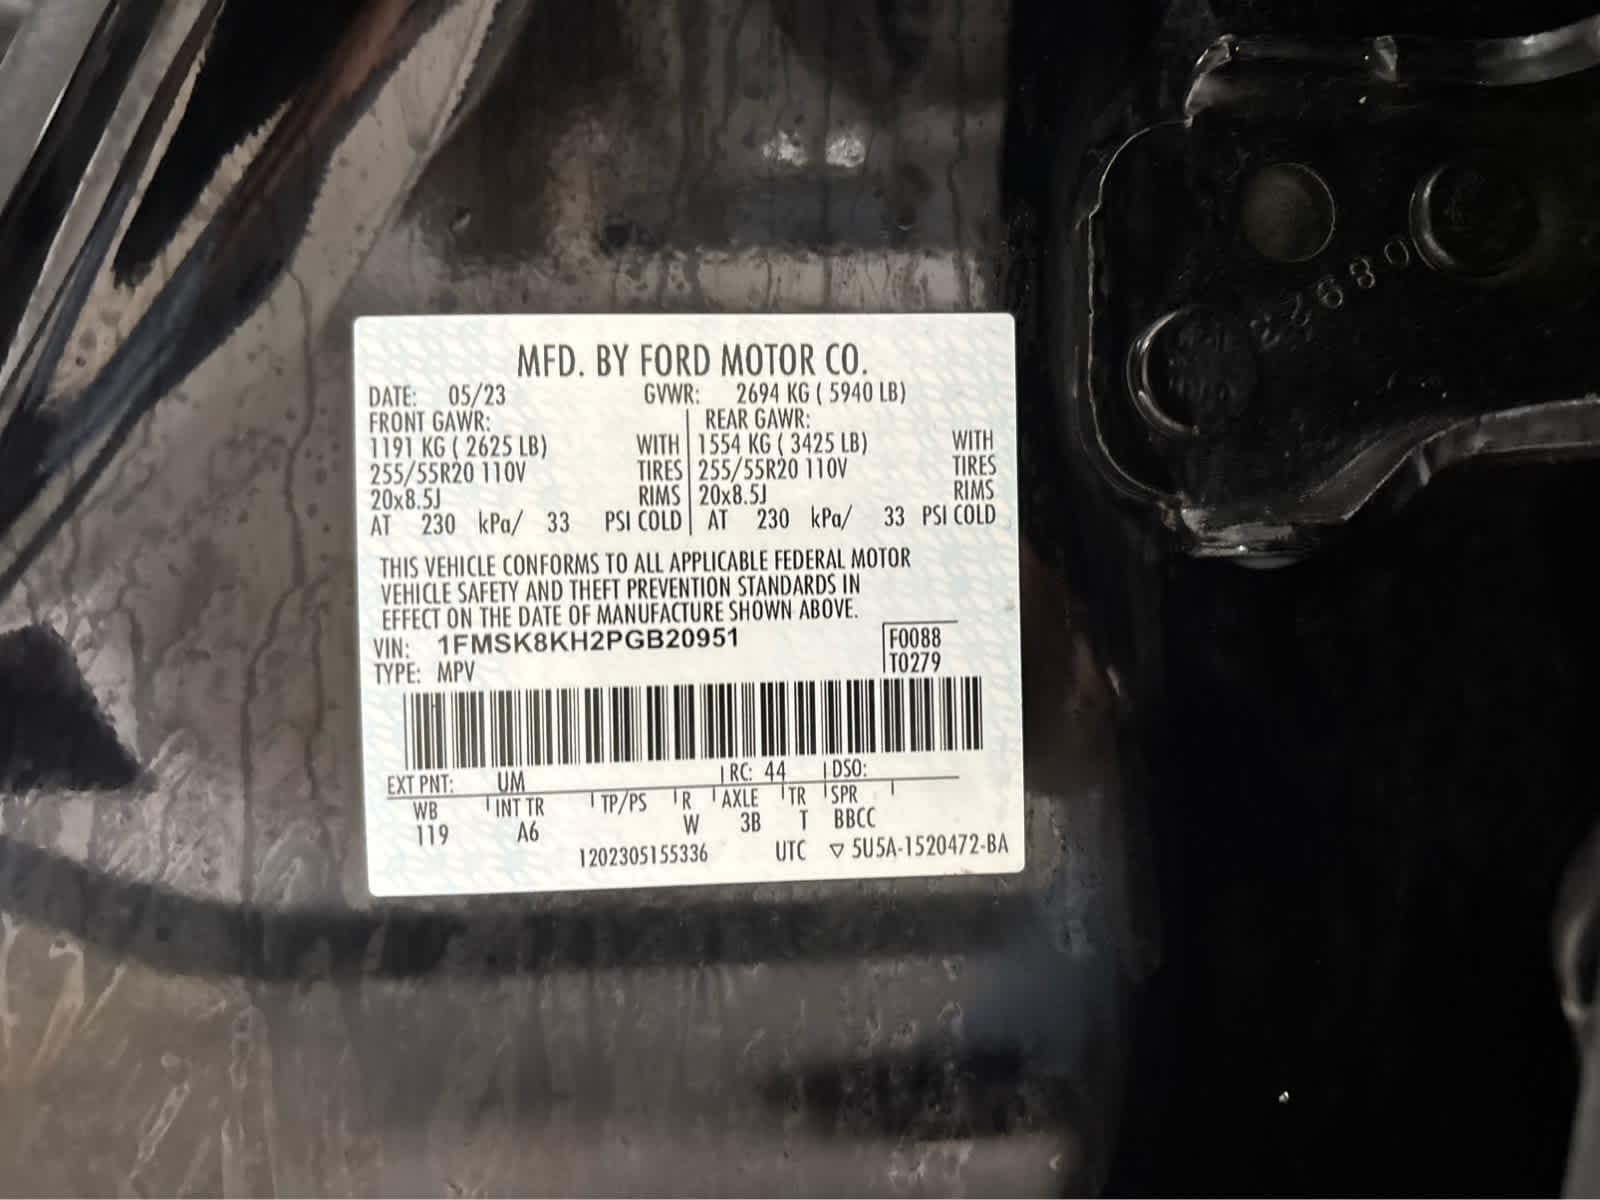 MFD. BY FORD MOTOR CO.
DATE: 05/23 GVWR: 2694 KG ( 5940 LB)
FRONT GAWR: REAR GAWR:
1191 KG ( 2625 LB) WITH 1554 KG ( 3425 LB) WITH
255/55R20 110V TIRES 255/55R20 110V TIRES
20x8.5J RIMS 20x8.5J RIMS
AT 230 kPa/ 33 PSI COLD AT 230 kPa/ 33 PSI COLD
THIS VEHICLE CONFORMS TO ALL APPLICABLE FEDERAL MOTOR
VEHICLE SAFETY AND THEFT PREVENTION STANDARDS IN
EFFECT ON THE DATE OF MANUFACTURE SHOWN ABOVE.
VIN: 1FMSK8KH2PGB20951 F0088
TYPE: MPV T0279
EXT PNT: UM RC: 44 DSO:
WB INT TR TP/PS R AXLE TR SPR
119 A6 W 3B T BBCC
1202305155336 UTC ▽ 5U5A-1520472-BA